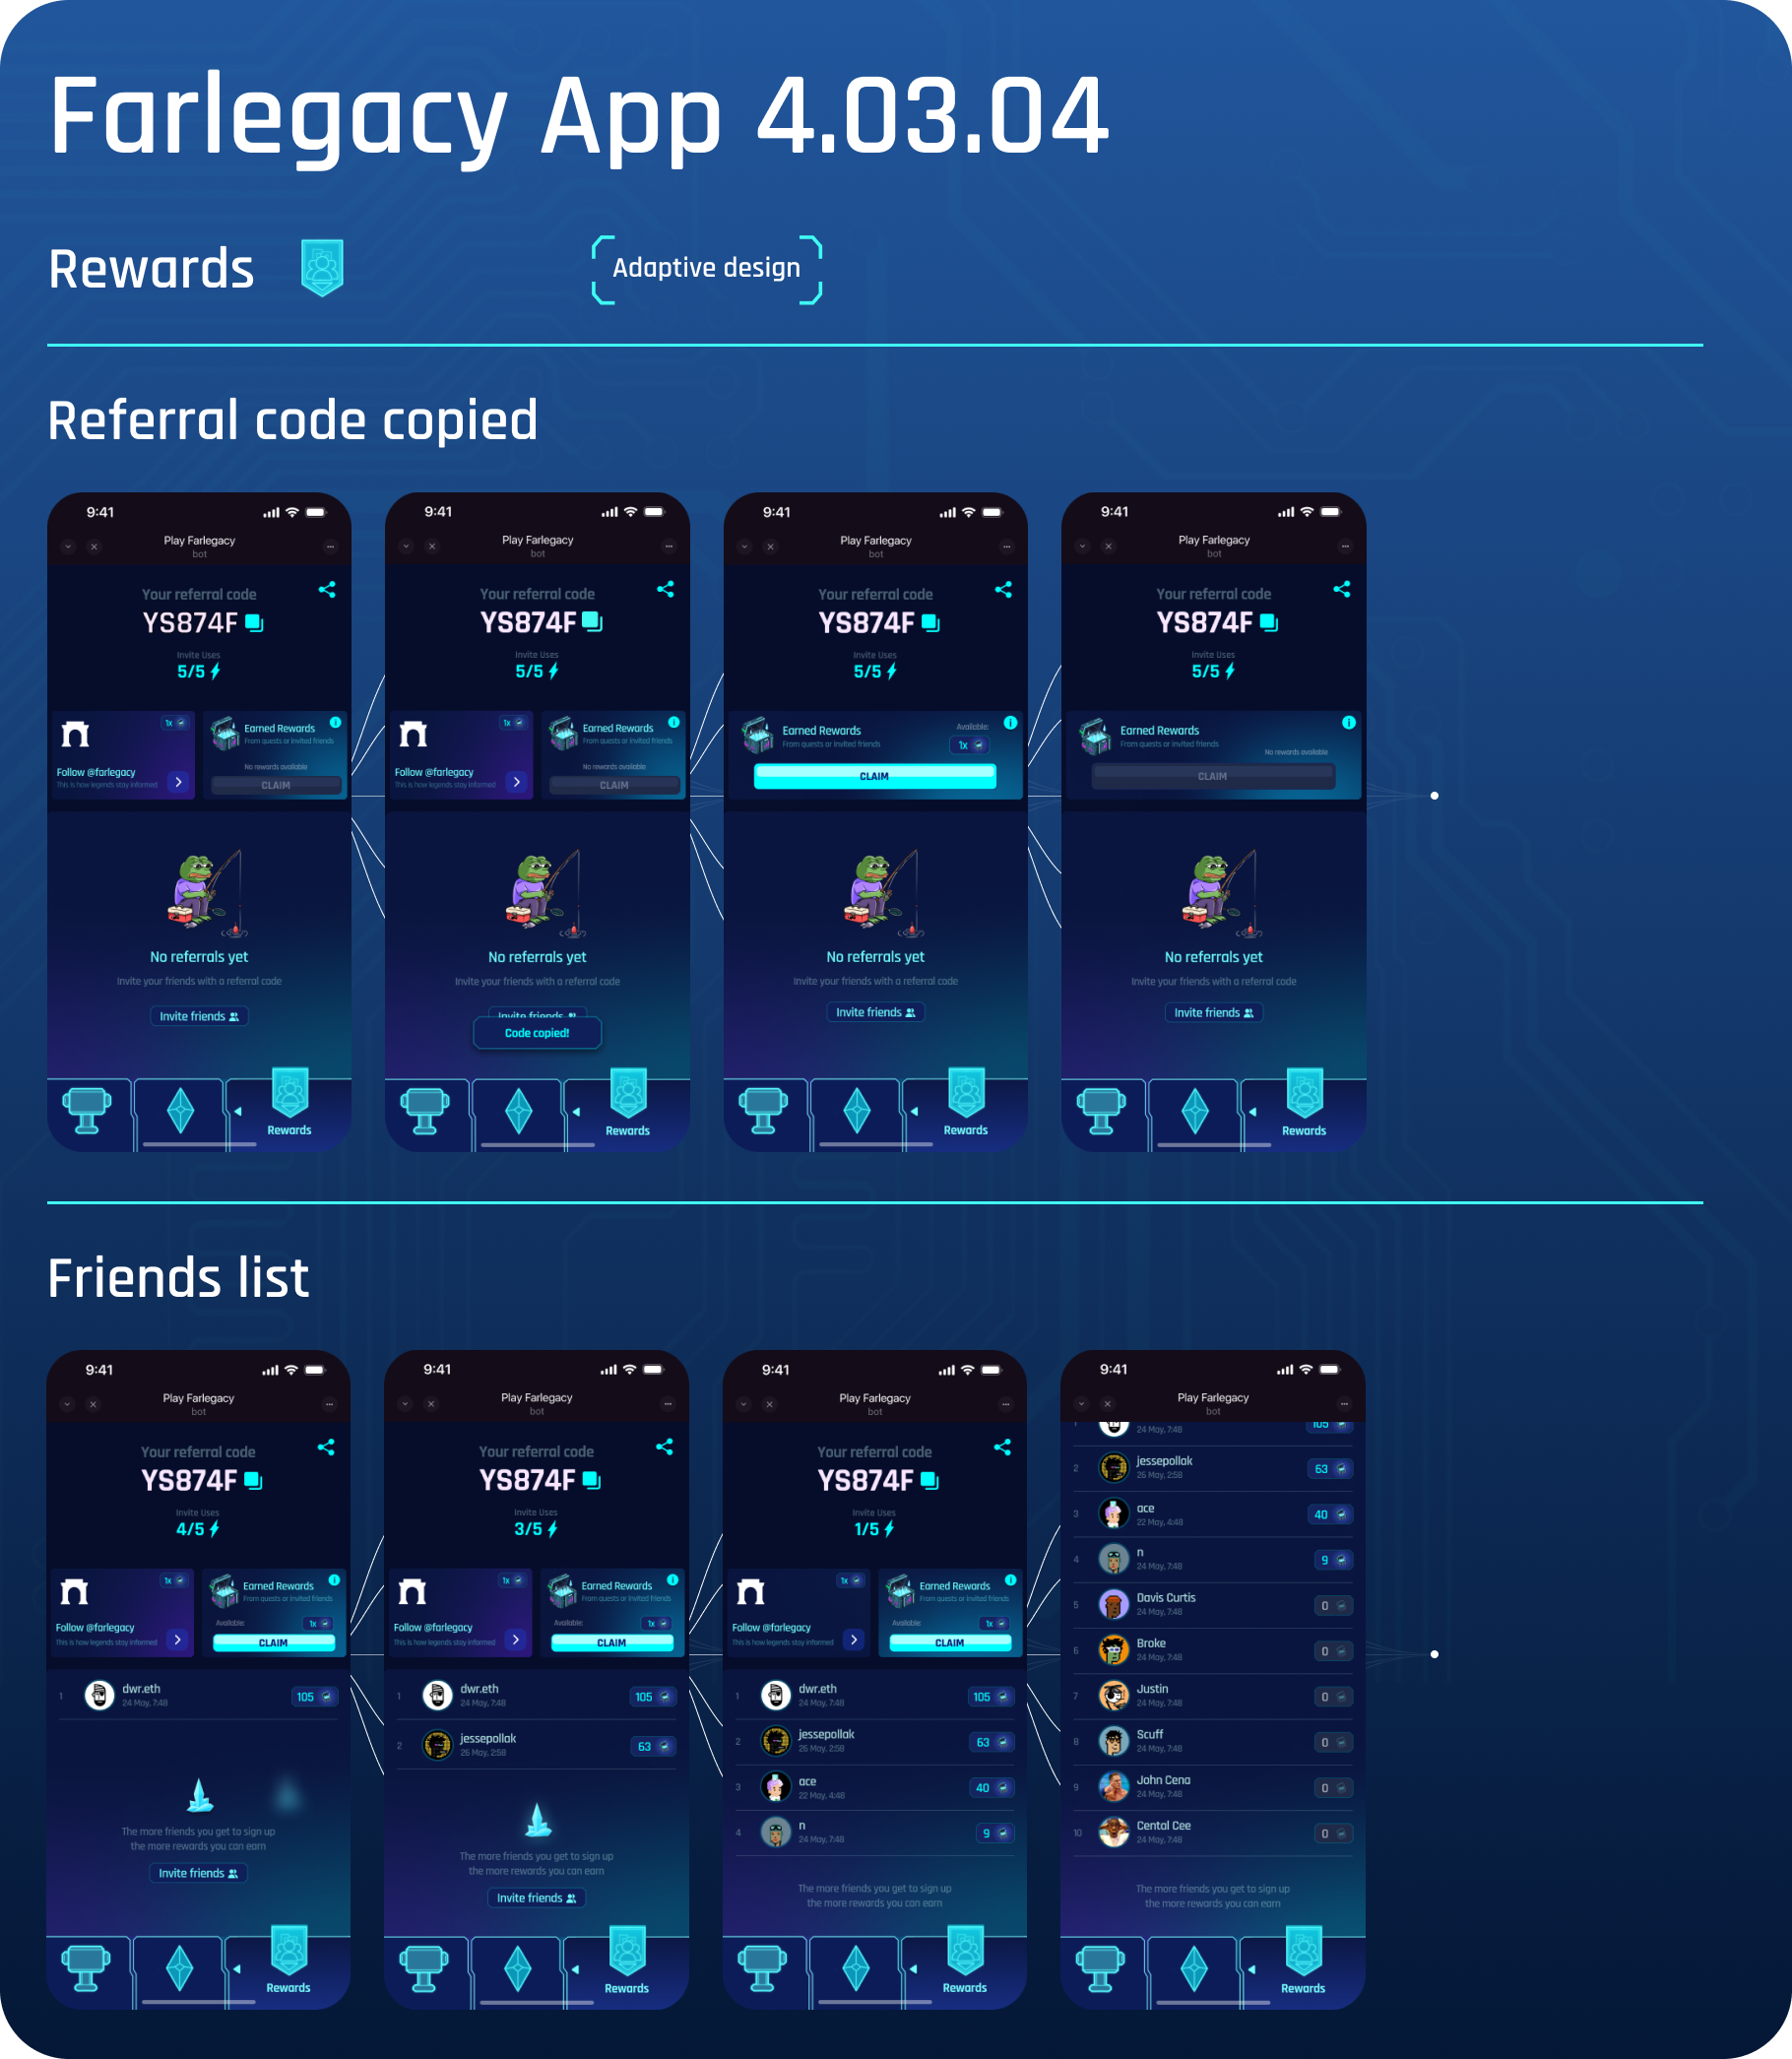 Farlegacy App 4.03.04
Rewards
Adaptive design
Referral code copied
9:41
Play Farlegacy
bot
Your referral code
YS874F
Invite Uses
5/5
1x
Follow @farlegacy
This is how legends stay informed
Earned Rewards
From quests or invited friends
No rewards available
CLAIM
No referrals yet
Invite your friends with a referral code
Invite friends
Rewards
9:41
Play Farlegacy
bot
Your referral code
YS874F
Invite Uses
5/5
1x
Follow @farlegacy
This is how legends stay informed
Earned Rewards
From quests or invited friends
No rewards available
CLAIM
No referrals yet
Invite your friends with a referral code
Invite friends
Code copied!
Rewards
9:41
Play Farlegacy
bot
Your referral code
YS874F
Invite Uses
5/5
Earned Rewards
From quests or invited friends
Available:
1x
CLAIM
No referrals yet
Invite your friends with a referral code
Invite friends
Rewards
9:41
Play Farlegacy
bot
Your referral code
YS874F
Invite Uses
5/5
Earned Rewards
From quests or invited friends
No rewards available
CLAIM
No referrals yet
Invite your friends with a referral code
Invite friends
Rewards
Friends list
9:41
Play Farlegacy
bot
Your referral code
YS874F
Invite Uses
4/5
1x
Follow @farlegacy
This is how legends stay informed
Earned Rewards
From quests or invited friends
Available:
1x
CLAIM
1 dwr.eth 105
24 May, 7:48
The more friends you get to sign up
the more rewards you can earn
Invite friends
Rewards
9:41
Play Farlegacy
bot
Your referral code
YS874F
Invite Uses
3/5
1x
Follow @farlegacy
This is how legends stay informed
Earned Rewards
From quests or invited friends
Available:
1x
CLAIM
1 dwr.eth 105
24 May, 7:48
2 jessepollak 63
26 May, 2:58
The more friends you get to sign up
the more rewards you can earn
Invite friends
Rewards
9:41
Play Farlegacy
bot
Your referral code
YS874F
Invite Uses
1/5
1x
Follow @farlegacy
This is how legends stay informed
Earned Rewards
From quests or invited friends
Available:
1x
CLAIM
1 dwr.eth 105
24 May, 7:48
2 jessepollak 63
26 May, 2:58
3 ace 40
22 May, 4:48
4 n 9
24 May, 7:48
The more friends you get to sign up
the more rewards you can earn
Rewards
9:41
Play Farlegacy
bot
1 105
24 May, 7:48
2 jessepollak 63
26 May, 2:58
3 ace 40
22 May, 4:48
4 n 9
24 May, 7:48
5 Davis Curtis 0
24 May, 7:48
6 Broke 0
24 May, 7:48
7 Justin 0
24 May, 7:48
8 Scuff 0
24 May, 7:48
9 John Cena 0
24 May, 7:48
10 Cental Cee 0
24 May, 7:48
The more friends you get to sign up
the more rewards you can earn
Rewards